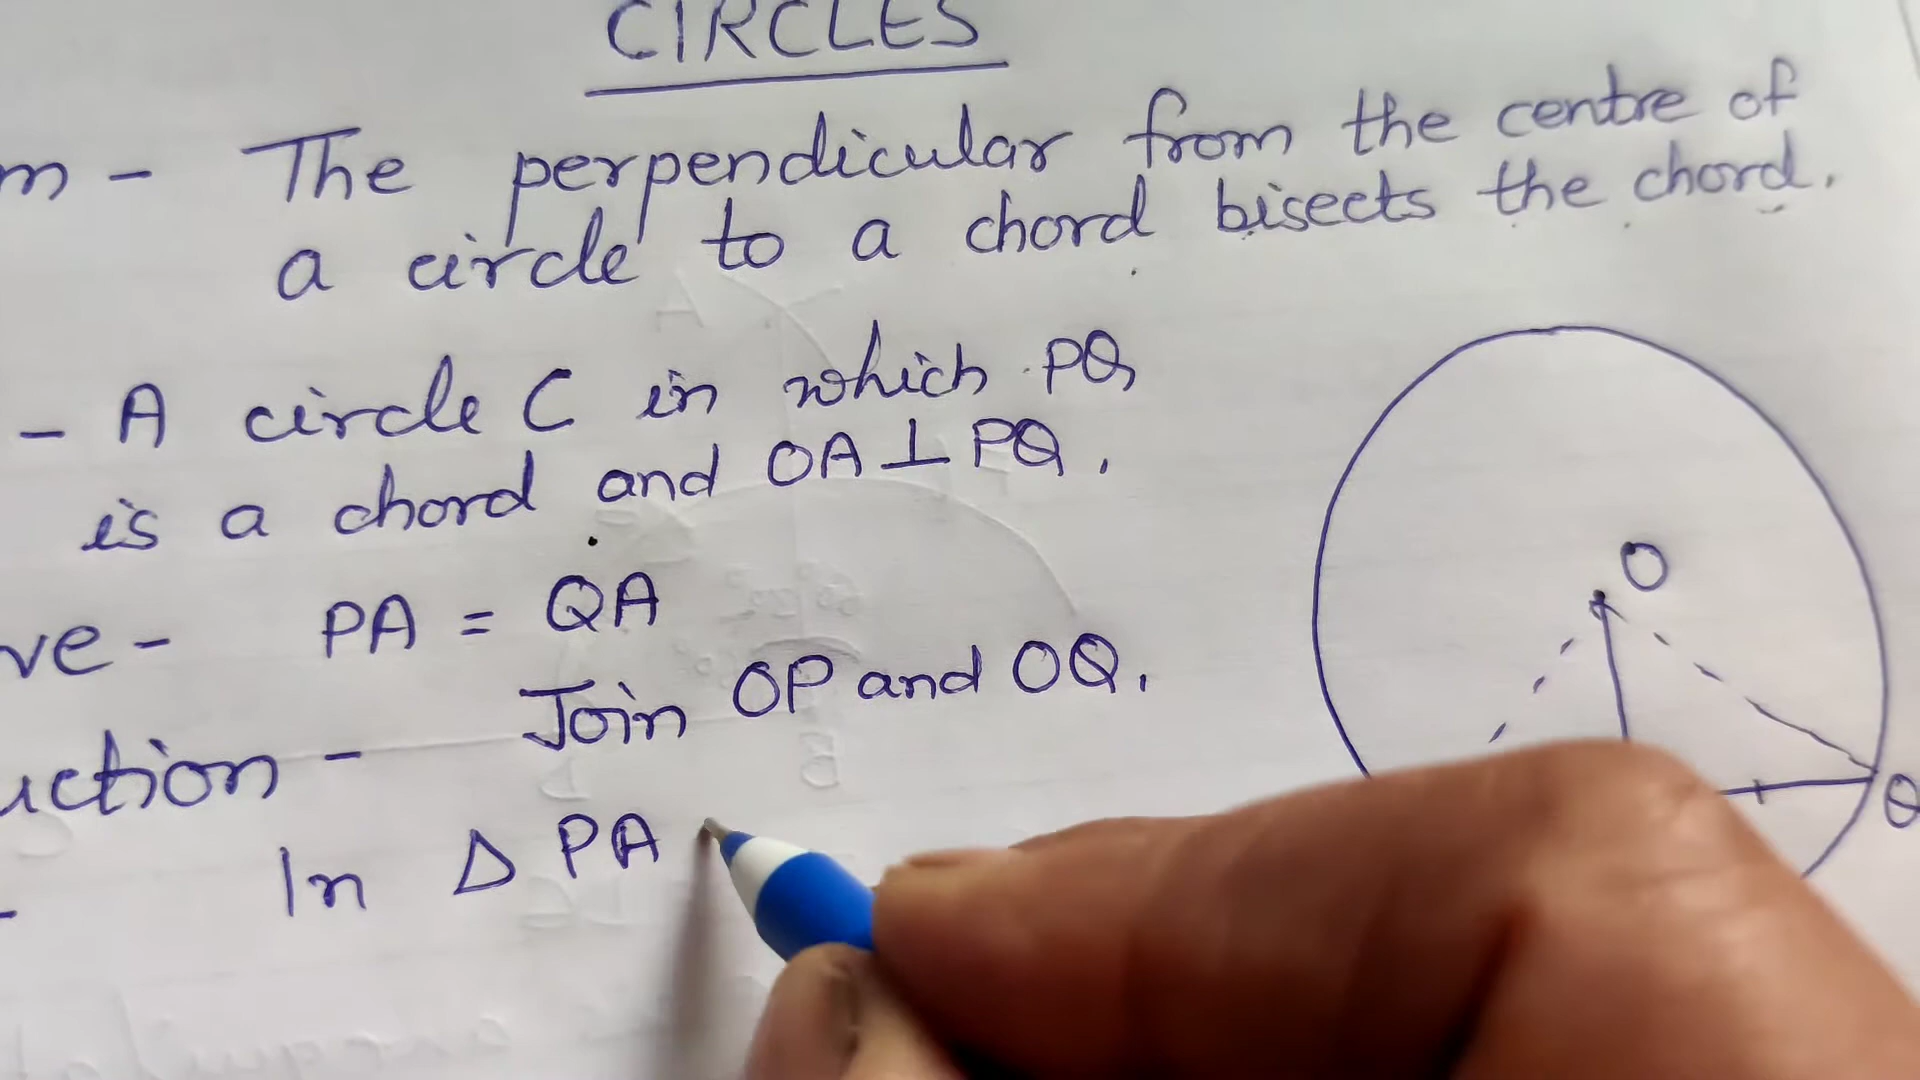 CIRCLES
m - The perpendicular from the centre of
a circle to a chord bisects the chord.
- A circle C in which PQ
is a chord and OA ⊥ PQ.
ve - PA = QA
uction - Join OP and OQ.
- In Δ PA
O
Q